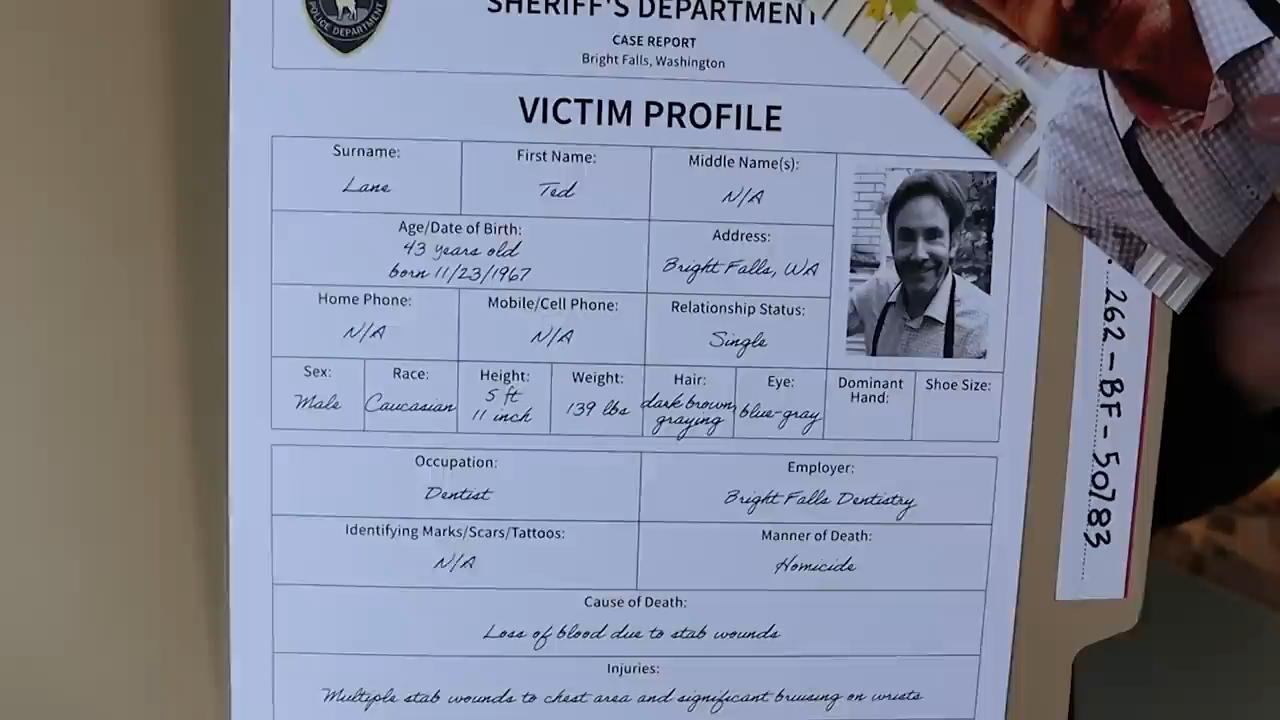 POLICE DEPARTMENT
SHERIFF'S DEPARTMENT
CASE REPORT
Bright Falls, Washington
VICTIM PROFILE
Surname:
Lane
First Name:
Ted
Middle Name(s):
N/A
Age/Date of Birth:
43 years old
born 11/23/1967
Address:
Bright Falls, WA
Home Phone:
N/A
Mobile/Cell Phone:
N/A
Relationship Status:
Single
Sex:
Male
Race:
Caucasian
Height:
5 ft
11 inch
Weight:
139 lbs
Hair:
dark brown,
graying
Eye:
blue-gray
Dominant
Hand:
Shoe Size:
Occupation:
Dentist
Employer:
Bright Falls Dentistry
Identifying Marks/Scars/Tattoos:
N/A
Manner of Death:
Homicide
Cause of Death:
Loss of blood due to stab wounds
Injuries:
Multiple stab wounds to chest area and significant bruising on wrists
262-BF-50783